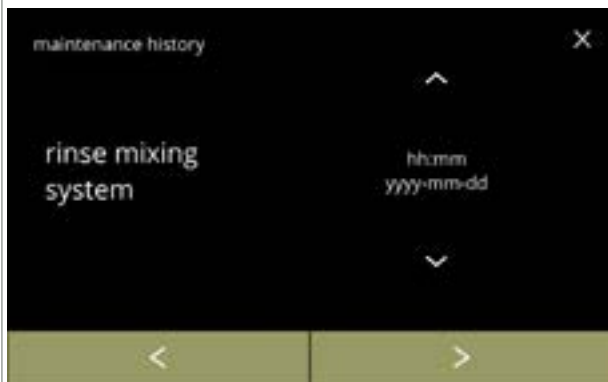 maintenance history
rinse mixing
system
hh:mm
yyyy-mm-dd